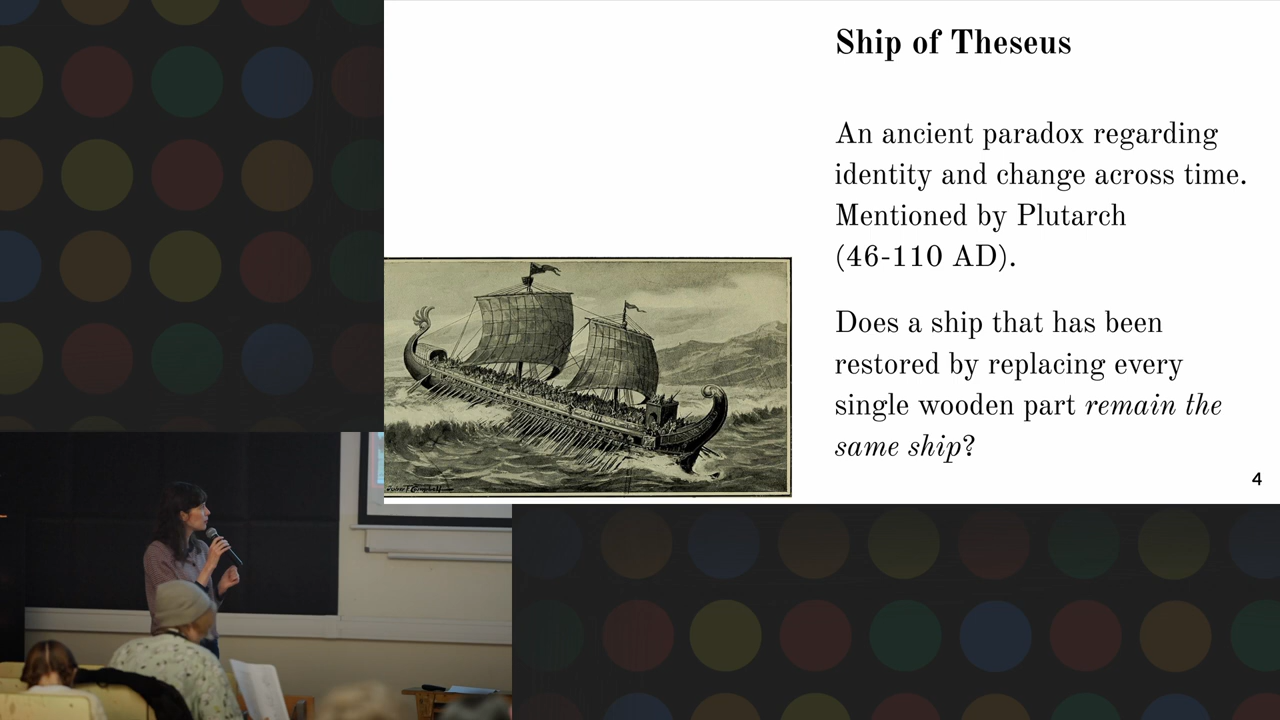 Ship of Theseus
An ancient paradox regarding
identity and change across time.
Mentioned by Plutarch
(46-110 AD).
Does a ship that has been
restored by replacing every
single wooden part remain the
same ship?
4